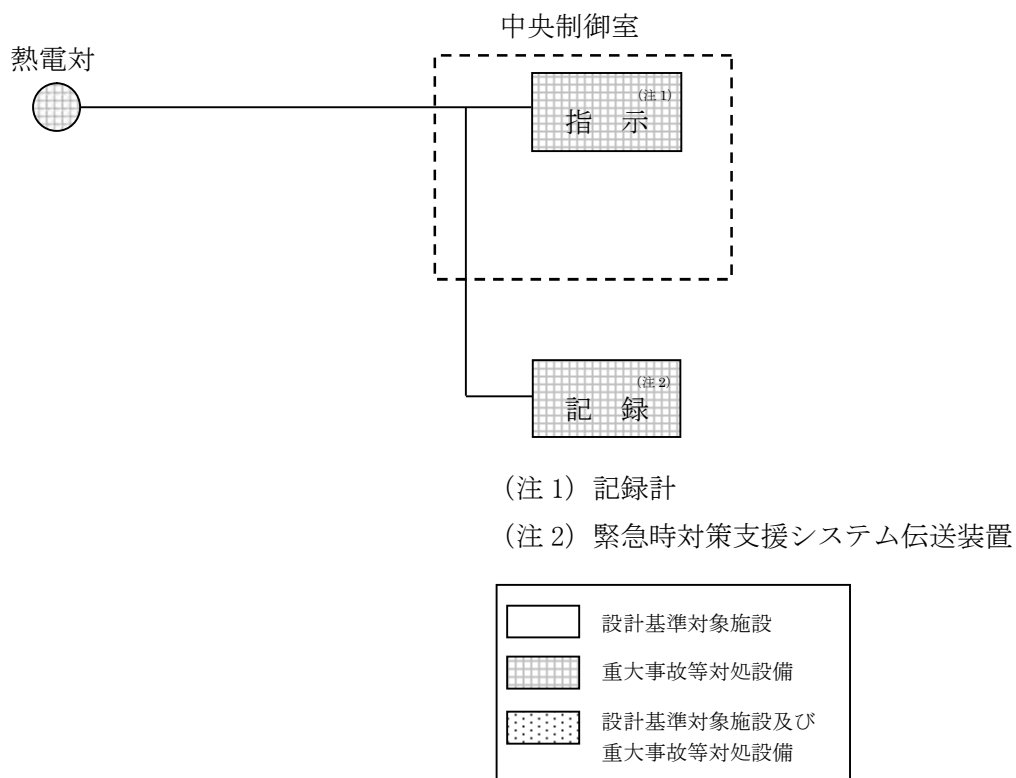 中央制御室
熱電対
(注1)
指 示
(注2)
記 録
(注1) 記録計
(注2) 緊急時対策支援システム伝送装置
設計基準対象施設
重大事故等対処設備
設計基準対象施設及び
重大事故等対処設備